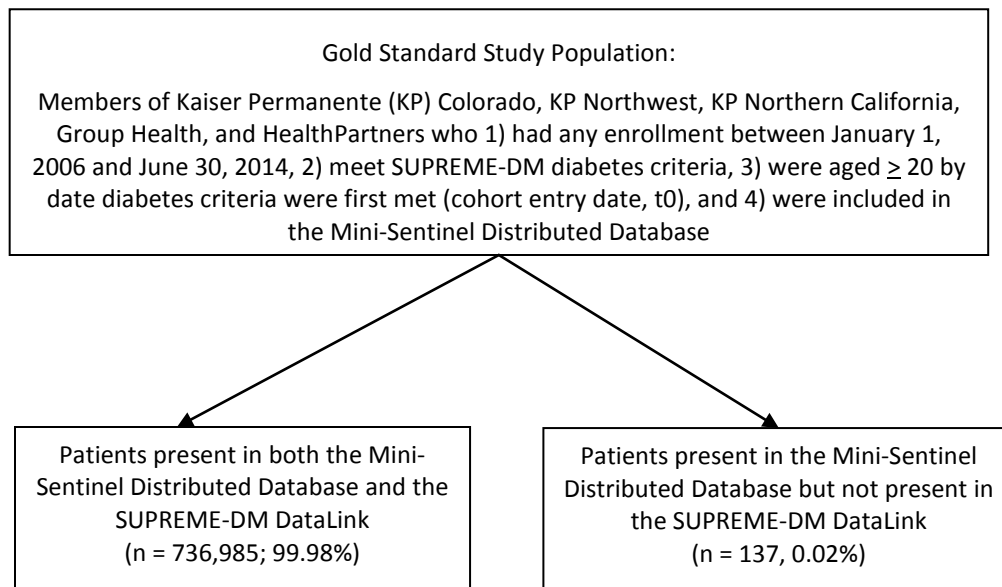 Gold Standard Study Population:
Members of Kaiser Permanente (KP) Colorado, KP Northwest, KP Northern California,
Group Health, and HealthPartners who 1) had any enrollment between January 1,
2006 and June 30, 2014, 2) meet SUPREME-DM diabetes criteria, 3) were aged > 20 by
date diabetes criteria were first met (cohort entry date, t0), and 4) were included in
the Mini-Sentinel Distributed Database
Patients present in both the Mini-
Sentinel Distributed Database and the
SUPREME-DM DataLink
(n = 736,985; 99.98%)
Patients present in the Mini-Sentinel
Distributed Database but not present in
the SUPREME-DM DataLink
(n = 137, 0.02%)